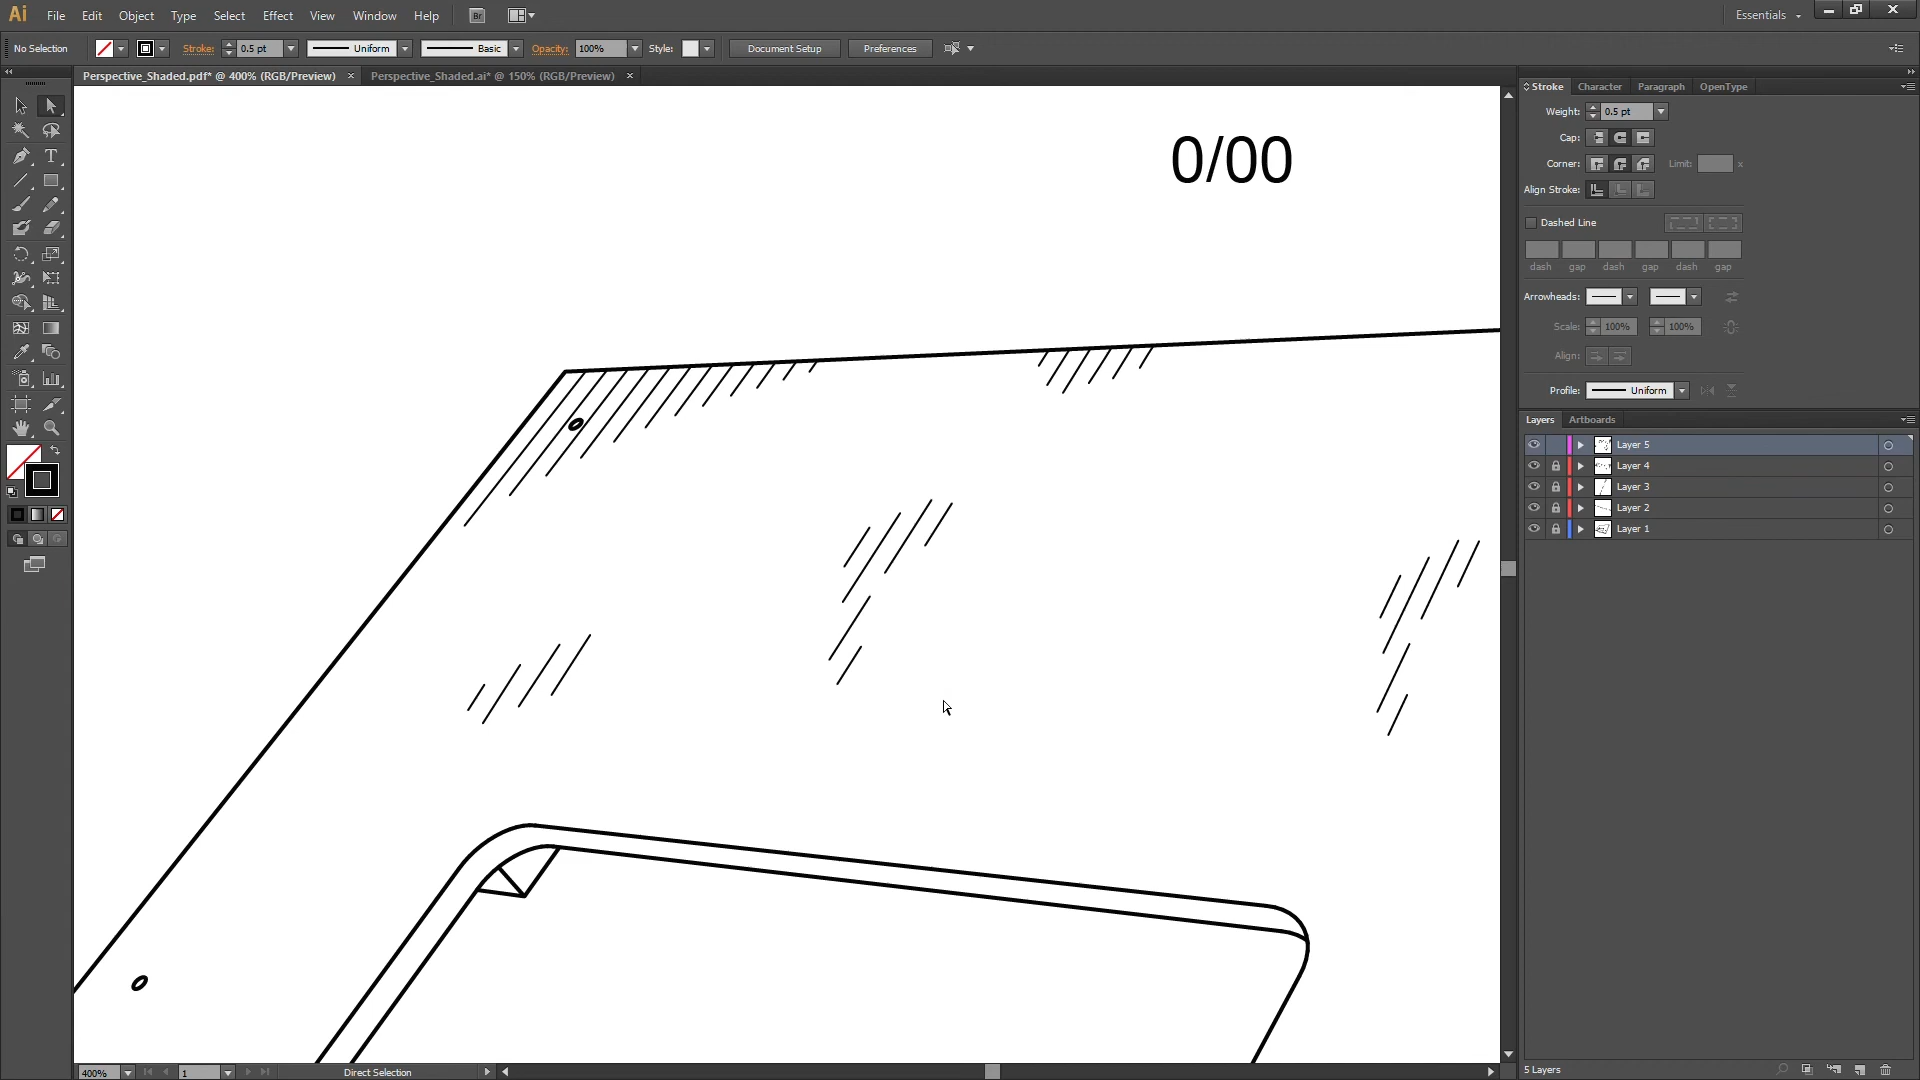 Ai File Edit Object Type Select Effect View Window Help Br Essentials
No Selection Stroke: 0.5 pt Uniform Basic Opacity: 100% Style: Document Setup Preferences
Perspective_Shaded.pdf* @ 400% (RGB/Preview) × Perspective_Shaded.ai* @ 150% (RGB/Preview) ×
0/00
Stroke Character Paragraph OpenType
Weight: 0.5 pt
Cap:
Corner: Limit: x
Align Stroke:
Dashed Line
dash gap dash gap dash gap
Arrowheads:
Scale: 100% 100%
Align:
Profile: Uniform
Layers Artboards
Layer 5
Layer 4
Layer 3
Layer 2
Layer 1
5 Layers
400% 1 Direct Selection